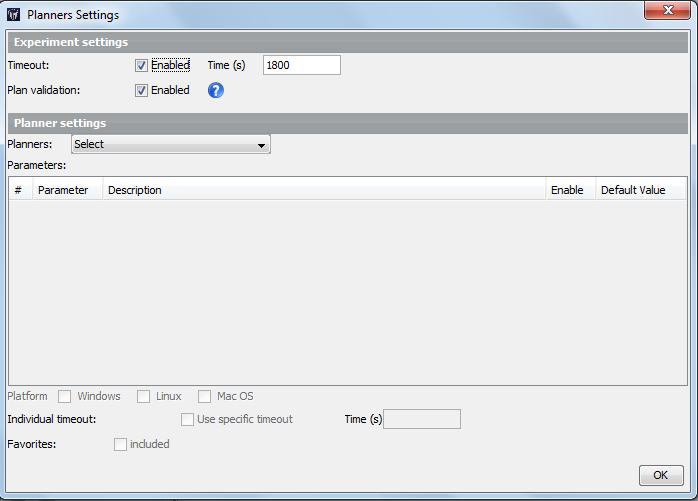 Planners Settings
Experiment settings
Timeout: Enabled Time (s) 1800
Plan validation: Enabled ?
Planner settings
Planners: Select
Parameters:
# Parameter Description Enable Default Value
Platform Windows Linux Mac OS
Individual timeout: Use specific timeout Time (s)
Favorites: included
OK